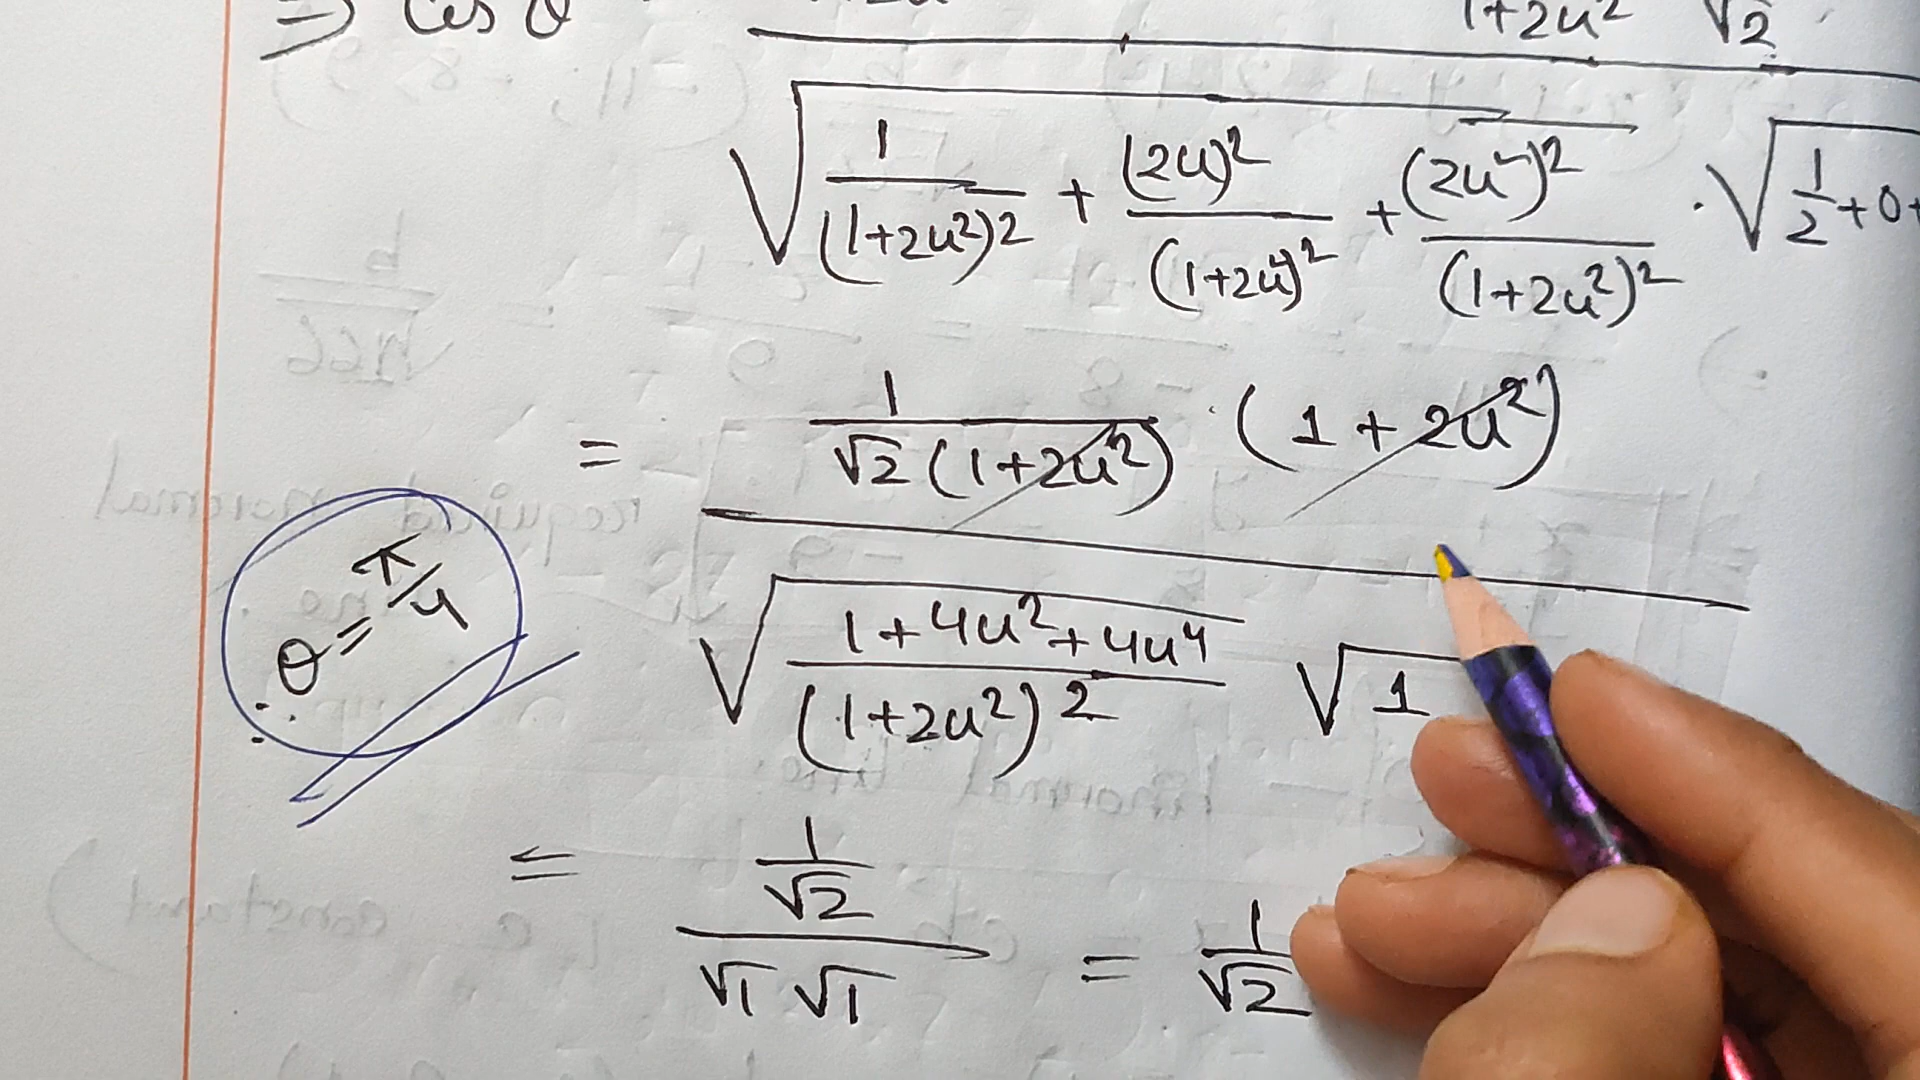 ⇒ Cos θ
1+2u² √2
√(1/(1+2u²)² + (2u)²/(1+2u²)² + (2u²)²/(1+2u²)²) · √(1/2+0+
= 1/(√2(1+2u²)) · (1+2u²)
√((1+4u²+4u⁴)/(1+2u²)²) √1
∴ θ = π/4
= (1/√2)/(√1 √1) = 1/√2